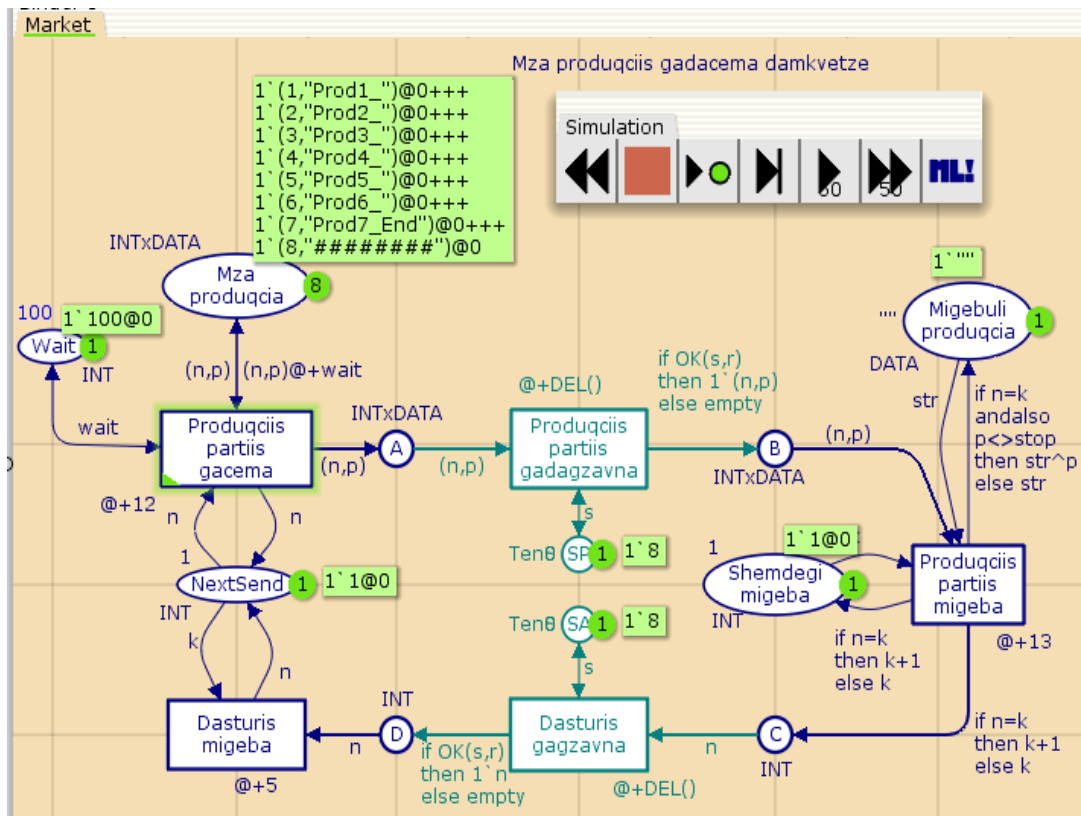 Market
Mza produqciis gadacema damkvetze
1`(1,"Prod1_")@0+++
1`(2,"Prod2_")@0+++
1`(3,"Prod3_")@0+++
1`(4,"Prod4_")@0+++
1`(5,"Prod5_")@0+++
1`(6,"Prod6_")@0+++
1`(7,"Prod7_End")@0+++
1`(8,"########")@0
Simulation
50
ML!
INTxDATA
Mza
produqcia
8
1`""
""
Migebuli
produqcia
1
DATA
100
1`100@0
Wait
1
INT
(n,p)
(n,p)@+wait
wait
Produqciis
partiis
gacema
@+12
INTxDATA
(n,p)
A
(n,p)
@+DEL()
Produqciis
partiis
gadagzavna
if OK(s,r)
then 1`(n,p)
else empty
B
INTxDATA
(n,p)
str
if n=k
andalso
p<>stop
then str^p
else str
n
n
s
SP
1
1`8
1
NextSend
1
1`1@0
INT
1
1`1@0
Shemdegi
migeba
1
INT
Produqciis
partiis
migeba
@+13
if n=k
then k+1
else k
SA
1
1`8
s
k
n
Dasturis
migeba
@+5
n
INT
D
if OK(s,r)
then 1`n
else empty
Dasturis
gagzavna
@+DEL()
n
C
INT
if n=k
then k+1
else k